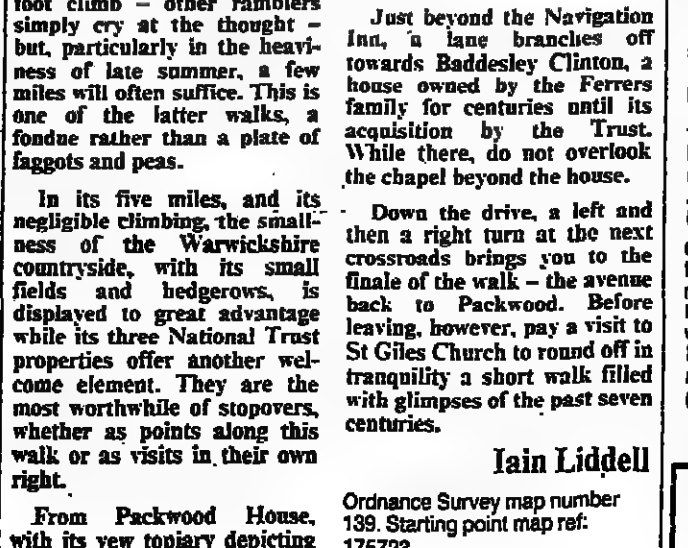 foot climb – other ramblers
simply cry at the thought –
but, particularly in the heavi-
ness of late summer, a few
miles will often suffice. This is
one of the latter walks, a
fondue rather than a plate of
faggots and peas.
In its five miles, and its
negligible climbing, the small-
ness of the Warwickshire
countryside, with its small
fields and hedgerows, is
displayed to great advantage
while its three National Trust
properties offer another wel-
come element. They are the
most worthwhile of stopovers,
whether as points along this
walk or as visits in their own
right.
From Packwood House,
with its yew topiary depicting
Just beyond the Navigation
Inn, a lane branches off
towards Baddesley Clinton, a
house owned by the Ferrers
family for centuries until its
acquisition by the Trust.
While there, do not overlook
the chapel beyond the house.
Down the drive, a left and
then a right turn at the next
crossroads brings you to the
finale of the walk – the avenue
back to Packwood. Before
leaving, however, pay a visit to
St Giles Church to round off in
tranquility a short walk filled
with glimpses of the past seven
centuries.
Iain Liddell
Ordnance Survey map number
139. Starting point map ref:
175723